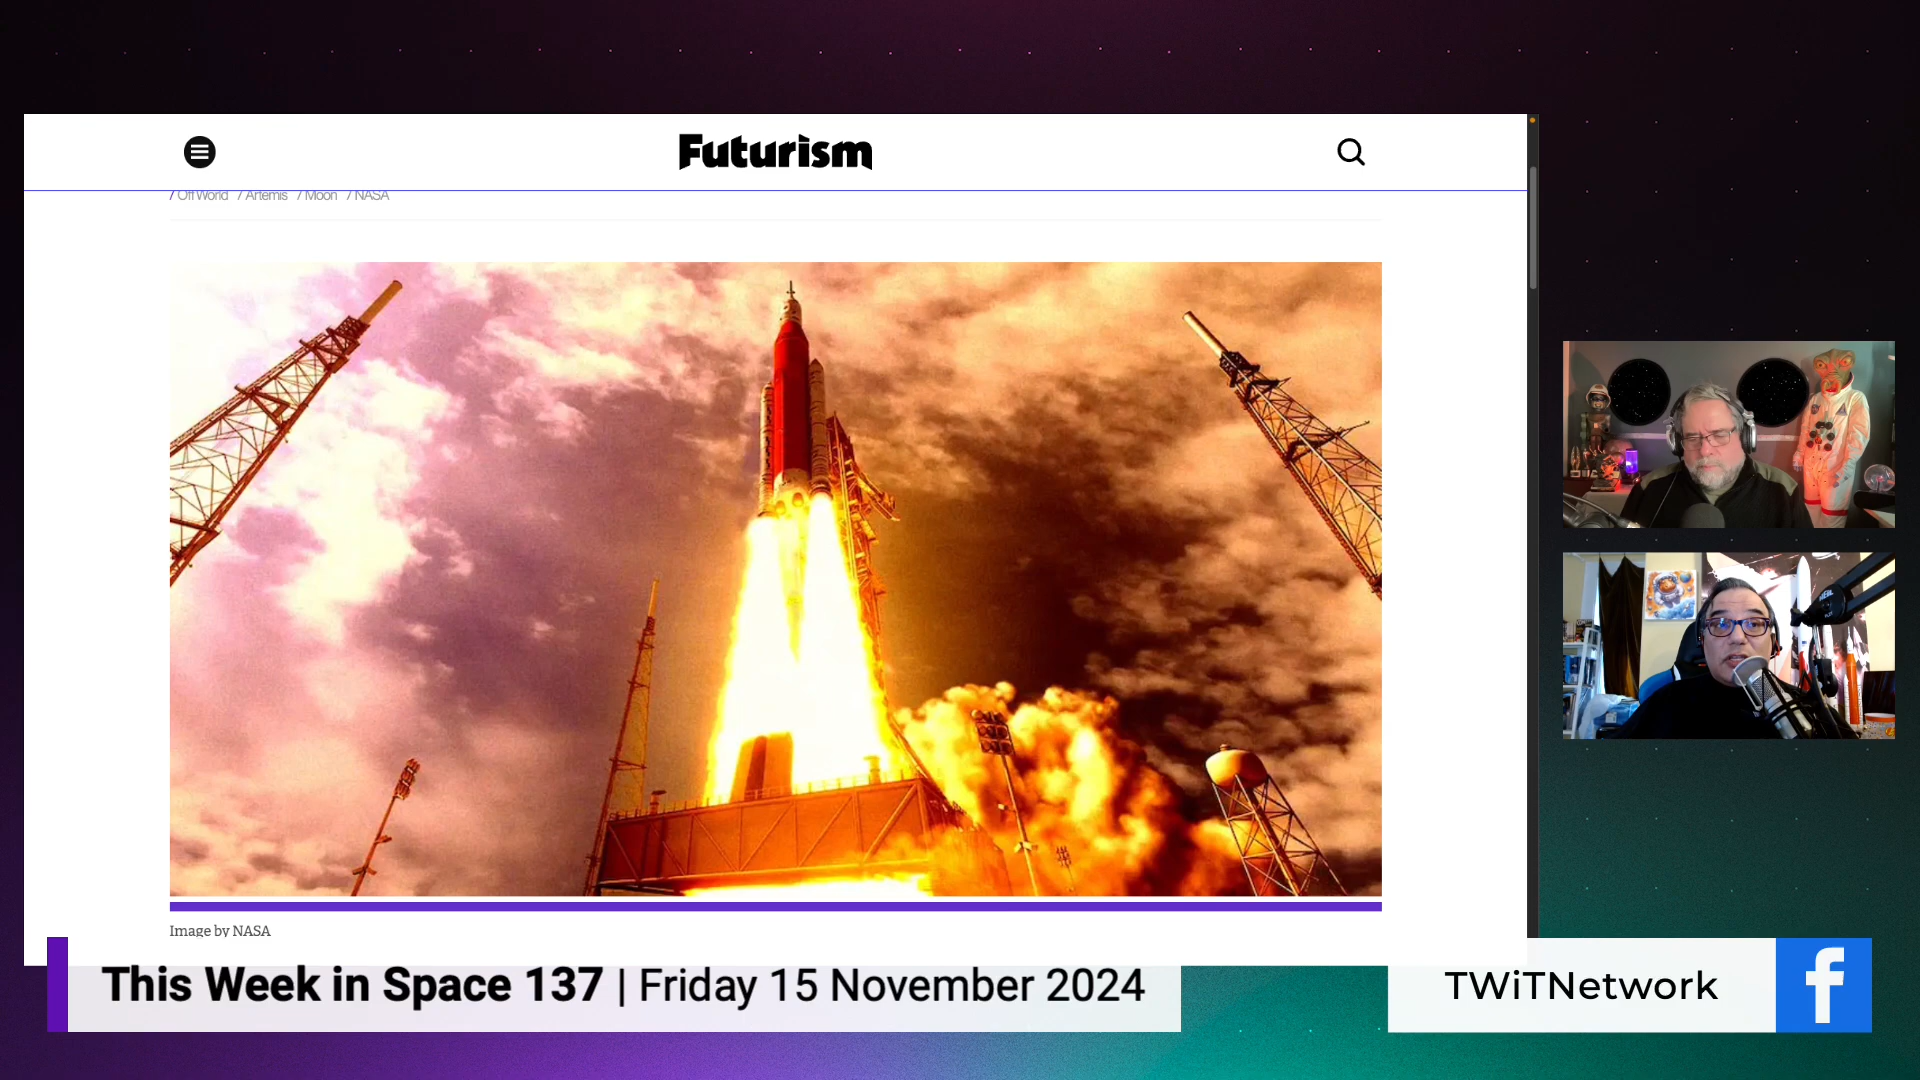 Futurism
/ Off World / Artemis / Moon / NASA
Image by NASA
This Week in Space 137 | Friday 15 November 2024
TWiTNetwork